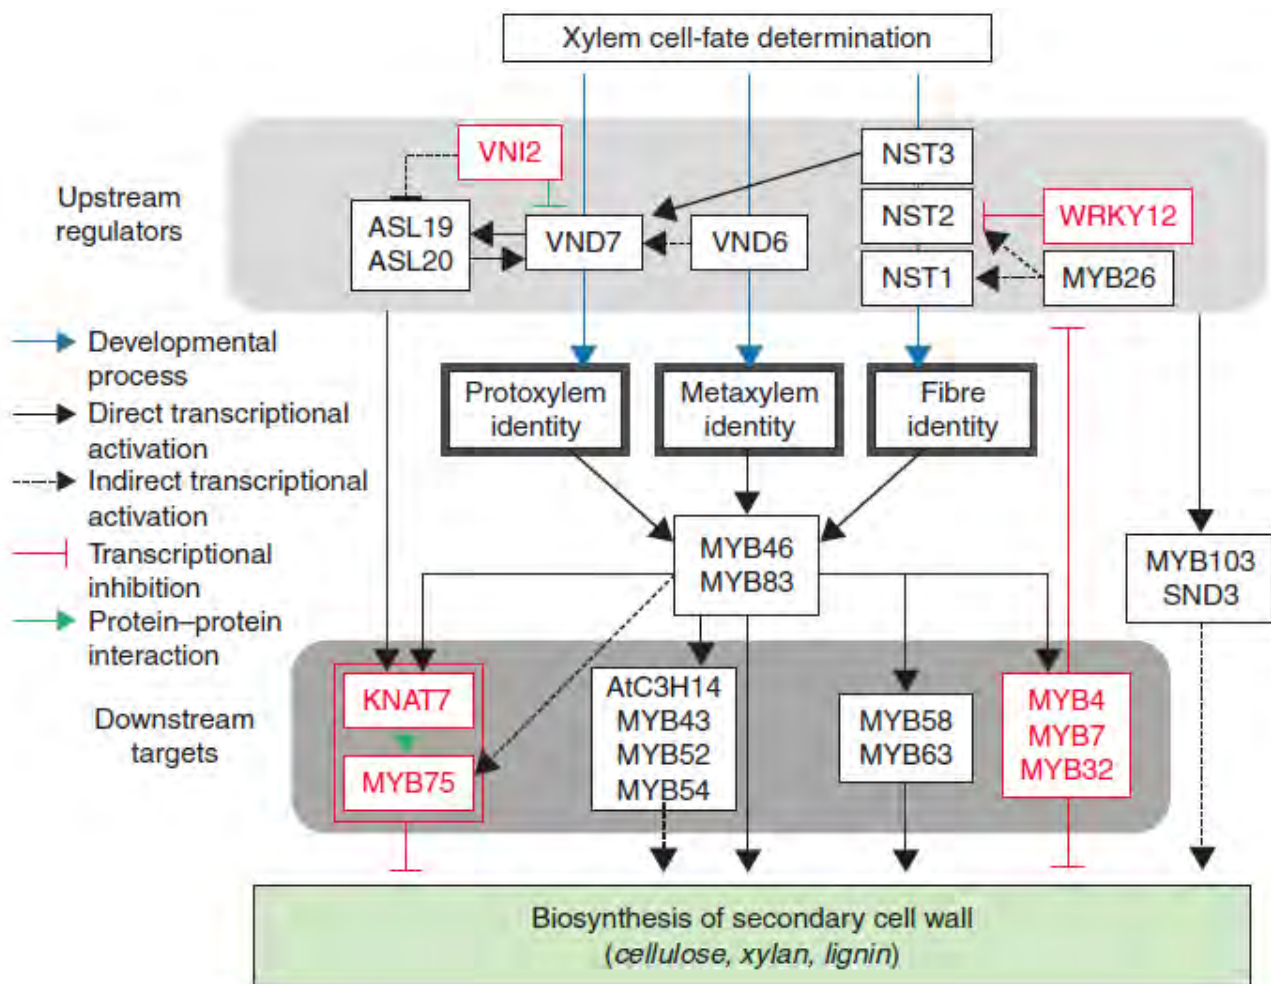 Xylem cell-fate determination
VNI2
NST3
Upstream
regulators
ASL19
ASL20
VND7
VND6
NST2
WRKY12
NST1
MYB26
Developmental
process
Direct transcriptional
activation
Indirect transcriptional
activation
Transcriptional
inhibition
Protein–protein
interaction
Protoxylem
identity
Metaxylem
identity
Fibre
identity
MYB46
MYB83
MYB103
SND3
Downstream
targets
KNAT7
MYB75
AtC3H14
MYB43
MYB52
MYB54
MYB58
MYB63
MYB4
MYB7
MYB32
Biosynthesis of secondary cell wall
(cellulose, xylan, lignin)